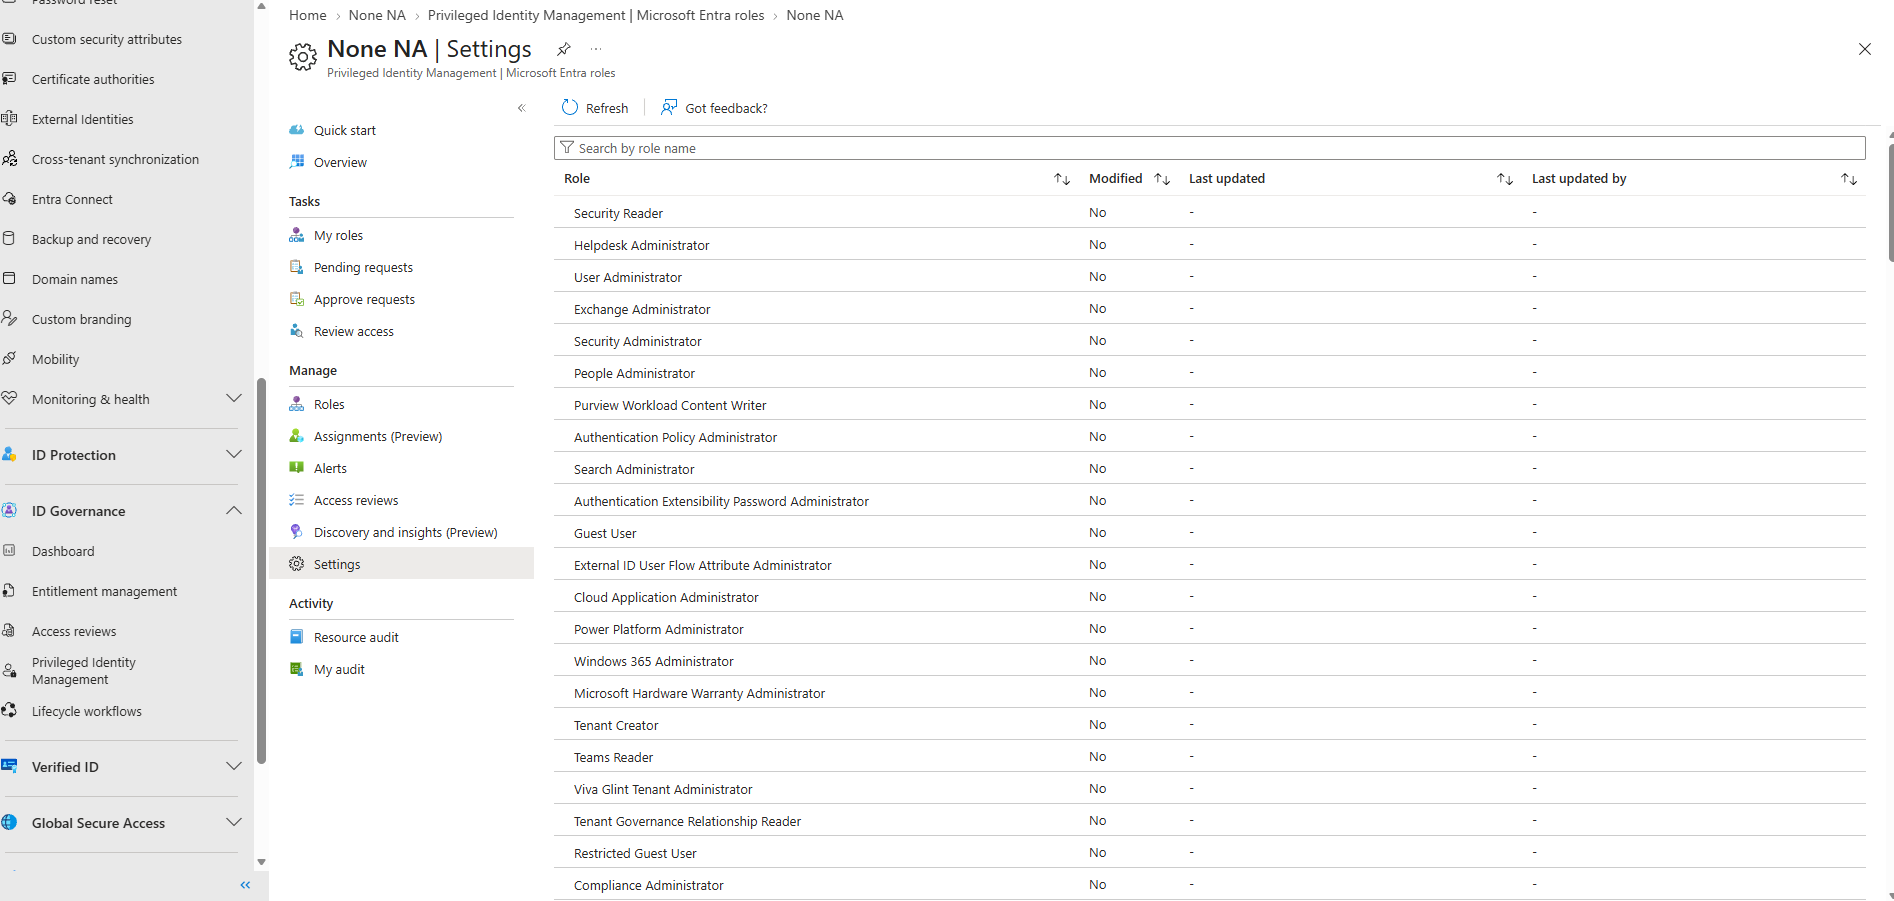 Password reset
Custom security attributes
Certificate authorities
External Identities
Cross-tenant synchronization
Entra Connect
Backup and recovery
Domain names
Custom branding
Mobility
Monitoring & health
ID Protection
ID Governance
Dashboard
Entitlement management
Access reviews
Privileged Identity
Management
Lifecycle workflows
Verified ID
Global Secure Access
Home > None NA > Privileged Identity Management | Microsoft Entra roles > None NA
None NA | Settings
Privileged Identity Management | Microsoft Entra roles
Quick start
Overview
Tasks
My roles
Pending requests
Approve requests
Review access
Manage
Roles
Assignments (Preview)
Alerts
Access reviews
Discovery and insights (Preview)
Settings
Activity
Resource audit
My audit
Refresh | Got feedback?
Search by role name
Role Modified Last updated Last updated by
Security Reader No - -
Helpdesk Administrator No - -
User Administrator No - -
Exchange Administrator No - -
Security Administrator No - -
People Administrator No - -
Purview Workload Content Writer No - -
Authentication Policy Administrator No - -
Search Administrator No - -
Authentication Extensibility Password Administrator No - -
Guest User No - -
External ID User Flow Attribute Administrator No - -
Cloud Application Administrator No - -
Power Platform Administrator No - -
Windows 365 Administrator No - -
Microsoft Hardware Warranty Administrator No - -
Tenant Creator No - -
Teams Reader No - -
Viva Glint Tenant Administrator No - -
Tenant Governance Relationship Reader No - -
Restricted Guest User No - -
Compliance Administrator No - -